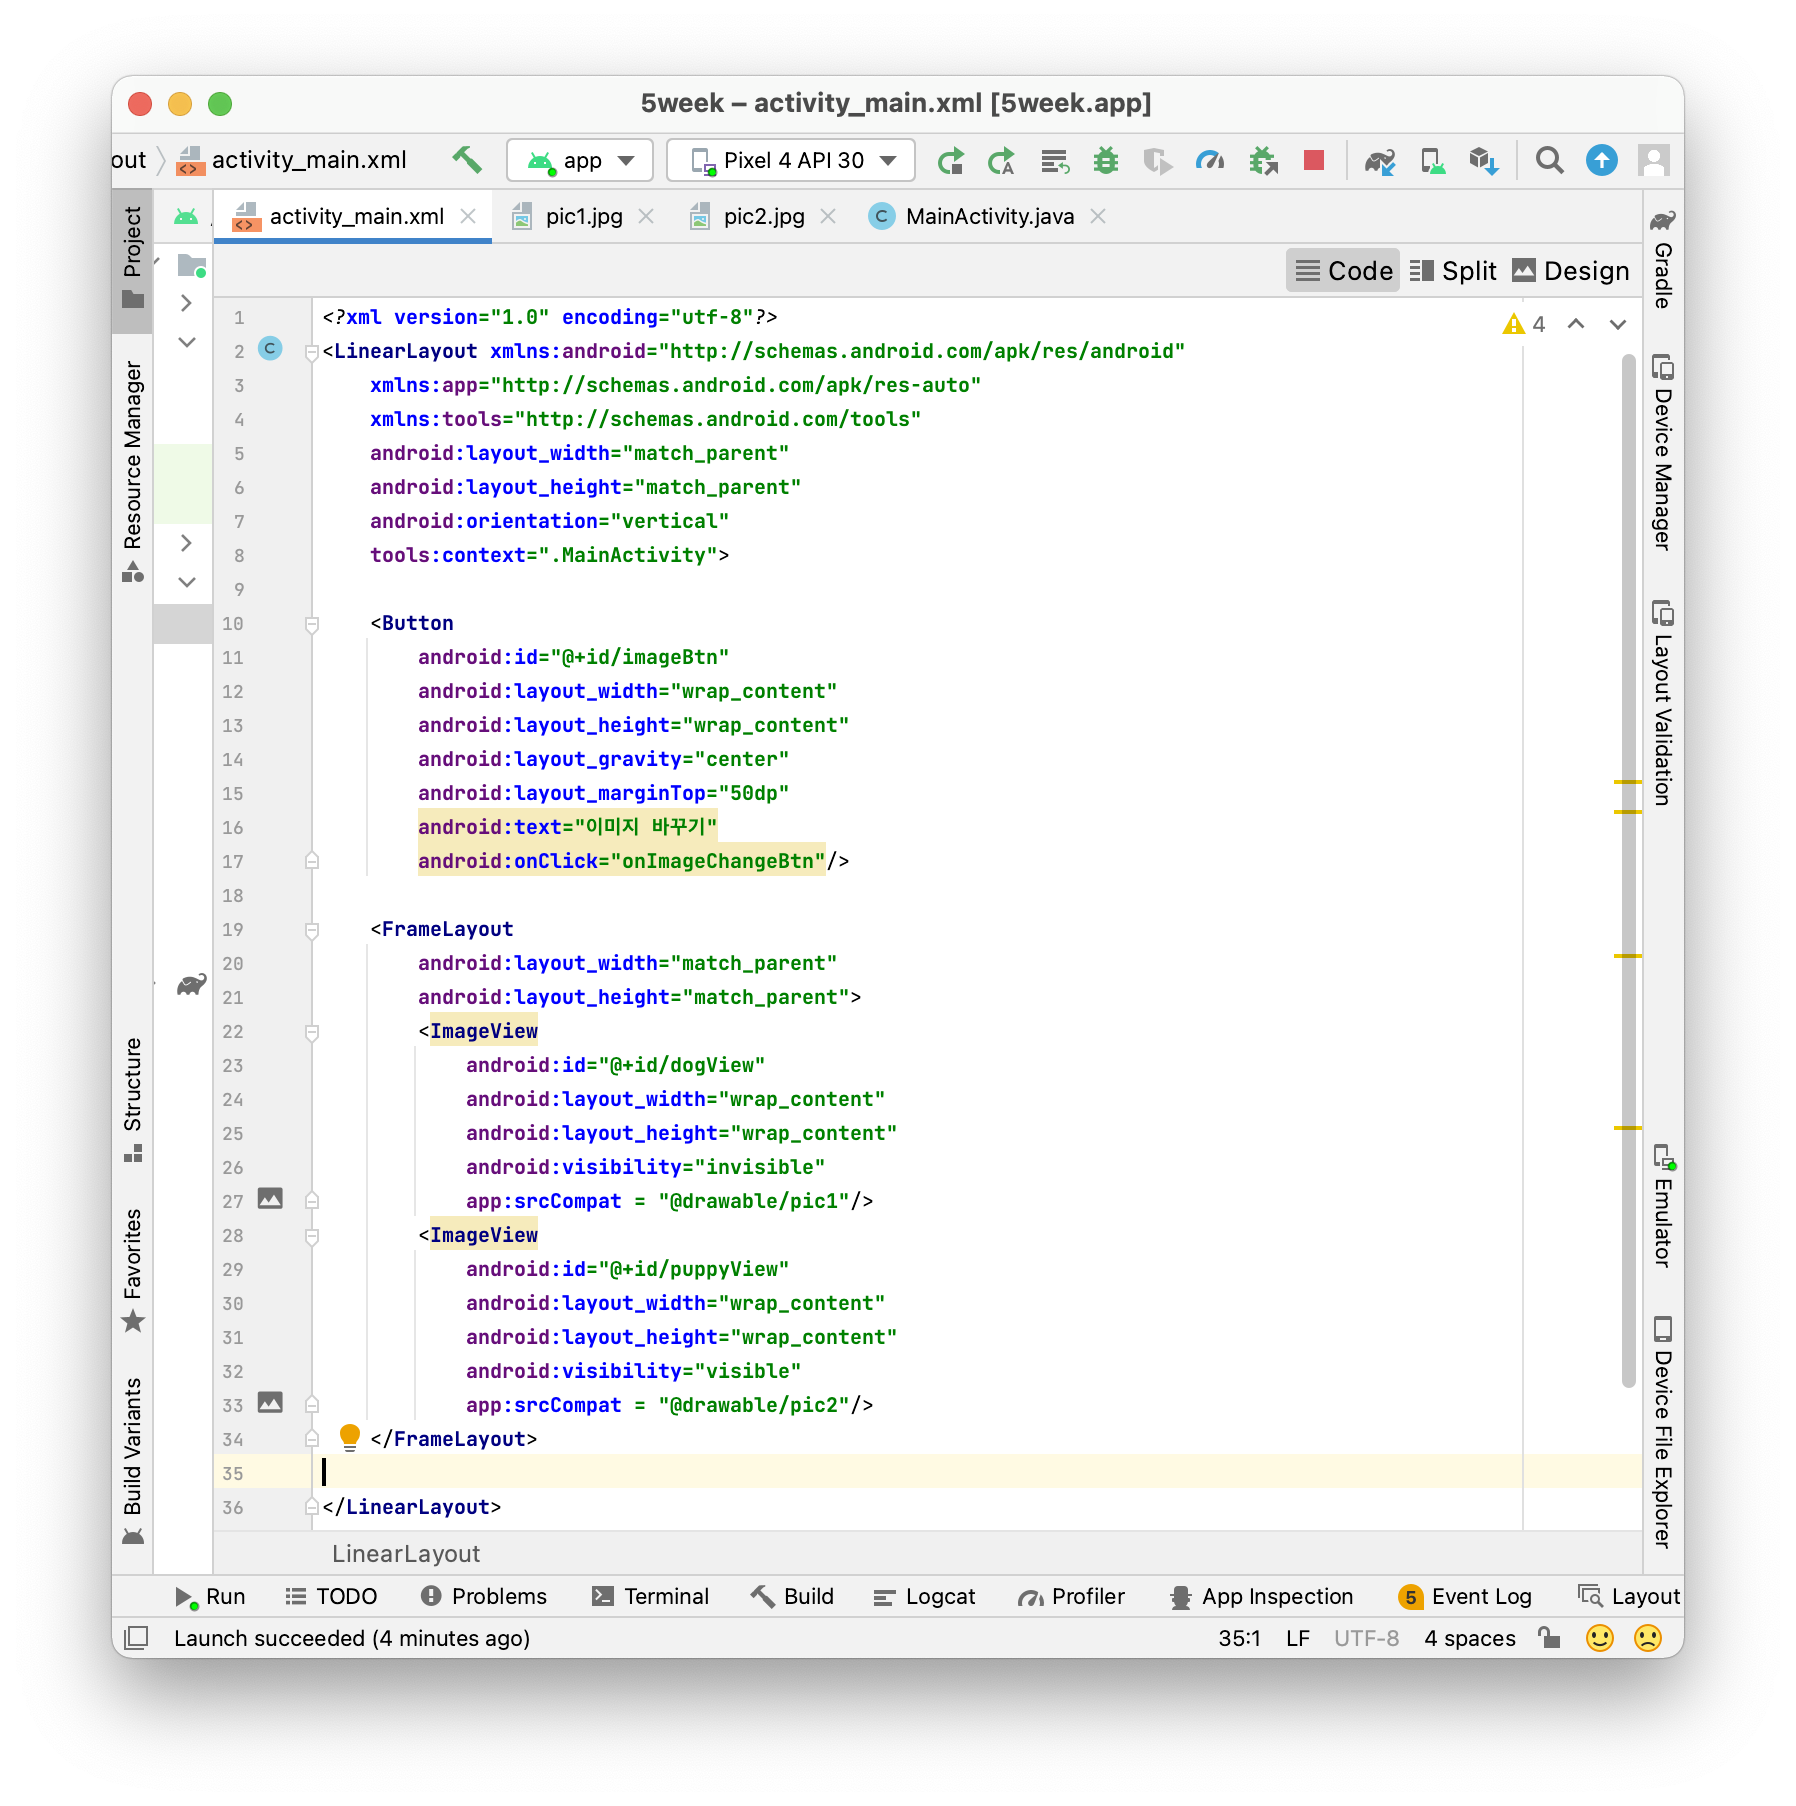 5week – activity_main.xml [5week.app]
out activity_main.xml app Pixel 4 API 30
activity_main.xml pic1.jpg pic2.jpg MainActivity.java
Code Split Design
4
1 <?xml version="1.0" encoding="utf-8"?>
2 <LinearLayout xmlns:android="http://schemas.android.com/apk/res/android"
3 xmlns:app="http://schemas.android.com/apk/res-auto"
4 xmlns:tools="http://schemas.android.com/tools"
5 android:layout_width="match_parent"
6 android:layout_height="match_parent"
7 android:orientation="vertical"
8 tools:context=".MainActivity">
9
10 <Button
11 android:id="@+id/imageBtn"
12 android:layout_width="wrap_content"
13 android:layout_height="wrap_content"
14 android:layout_gravity="center"
15 android:layout_marginTop="50dp"
16 android:text="이미지 바꾸기"
17 android:onClick="onImageChangeBtn"/>
18
19 <FrameLayout
20 android:layout_width="match_parent"
21 android:layout_height="match_parent">
22 <ImageView
23 android:id="@+id/dogView"
24 android:layout_width="wrap_content"
25 android:layout_height="wrap_content"
26 android:visibility="invisible"
27 app:srcCompat = "@drawable/pic1"/>
28 <ImageView
29 android:id="@+id/puppyView"
30 android:layout_width="wrap_content"
31 android:layout_height="wrap_content"
32 android:visibility="visible"
33 app:srcCompat = "@drawable/pic2"/>
34 </FrameLayout>
35
36 </LinearLayout>
LinearLayout
Project
Resource Manager
Structure
Favorites
Build Variants
Gradle
Device Manager
Layout Validation
Emulator
Device File Explorer
Run TODO Problems Terminal Build Logcat Profiler App Inspection 5 Event Log Layout
Launch succeeded (4 minutes ago) 35:1 LF UTF-8 4 spaces